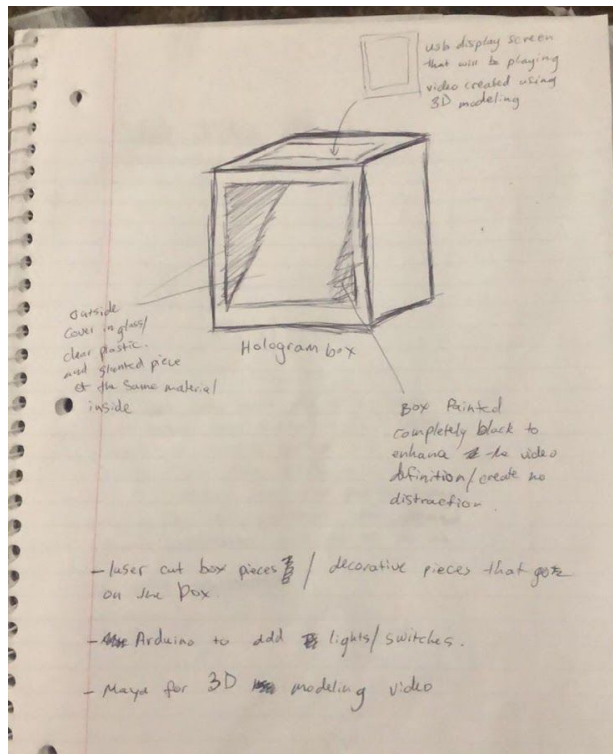 usb display screen
that will be playing
video created using
3D modeling
outside
Cover in glass/
clear plastic.
and slanted piece
of the same material
inside
Hologram box
Box Painted
completely black to
enhance the video
definition/create no
distraction.
- laser cut box pieces / decorative pieces that goes
on the box
- Arduino to add lights/switches.
- Maya for 3D modeling video